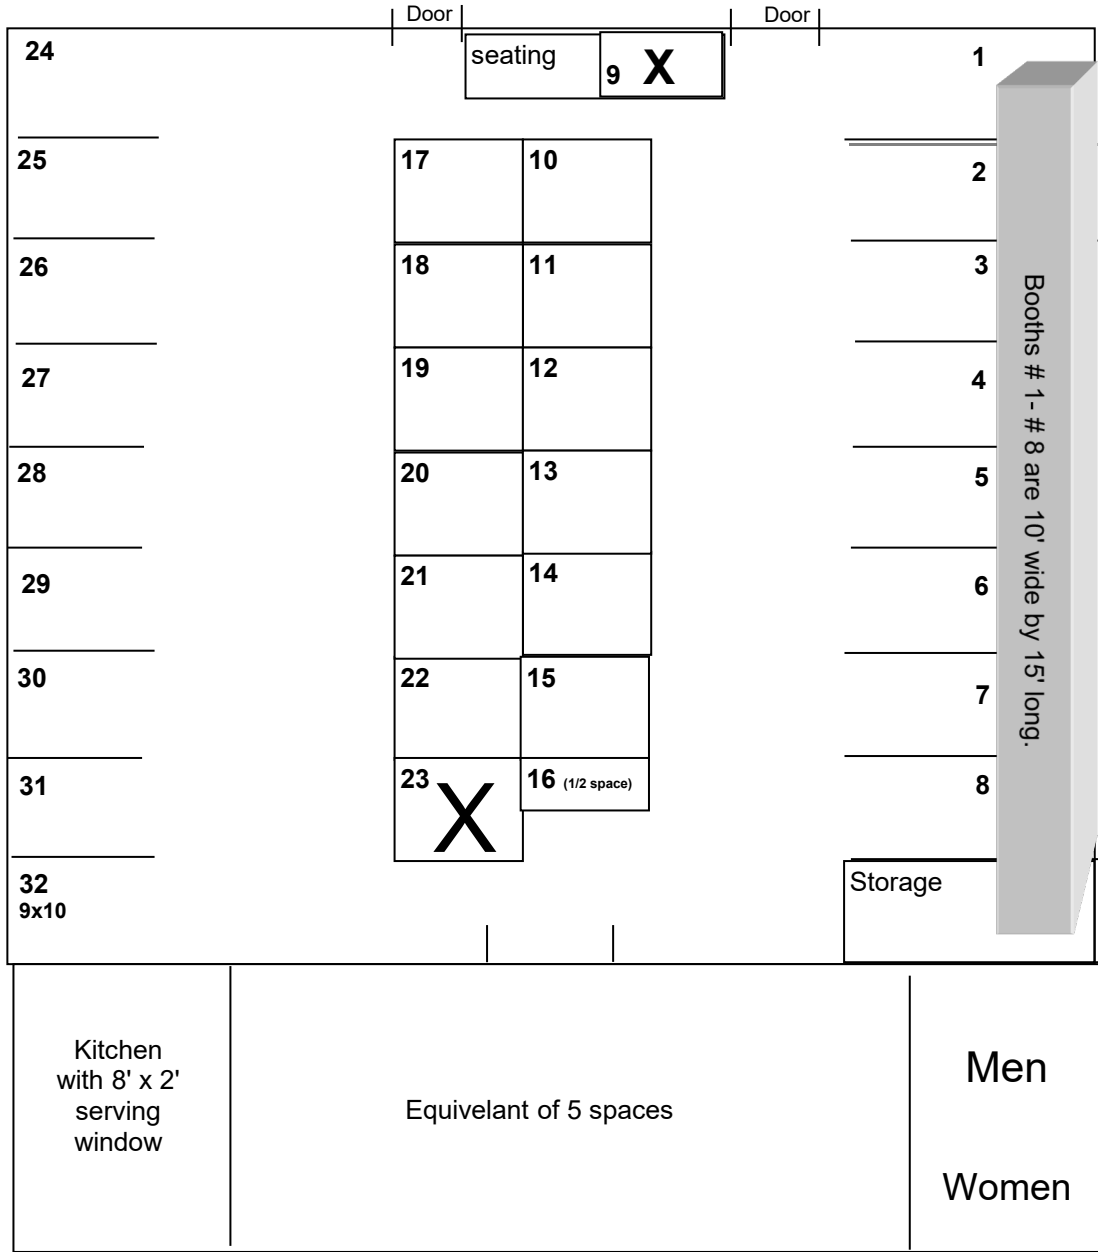 Door
Door
24
seating
9 X
1
25
17
10
2
26
18
11
3
27
19
12
4
28
20
13
5
29
21
14
6
30
22
15
7
31
23 X
16 (1/2 space)
8
Booths # 1- # 8 are 10' wide by 15' long.
32
9x10
Storage
Kitchen
with 8' x 2'
serving
window
Equivelant of 5 spaces
Men
Women